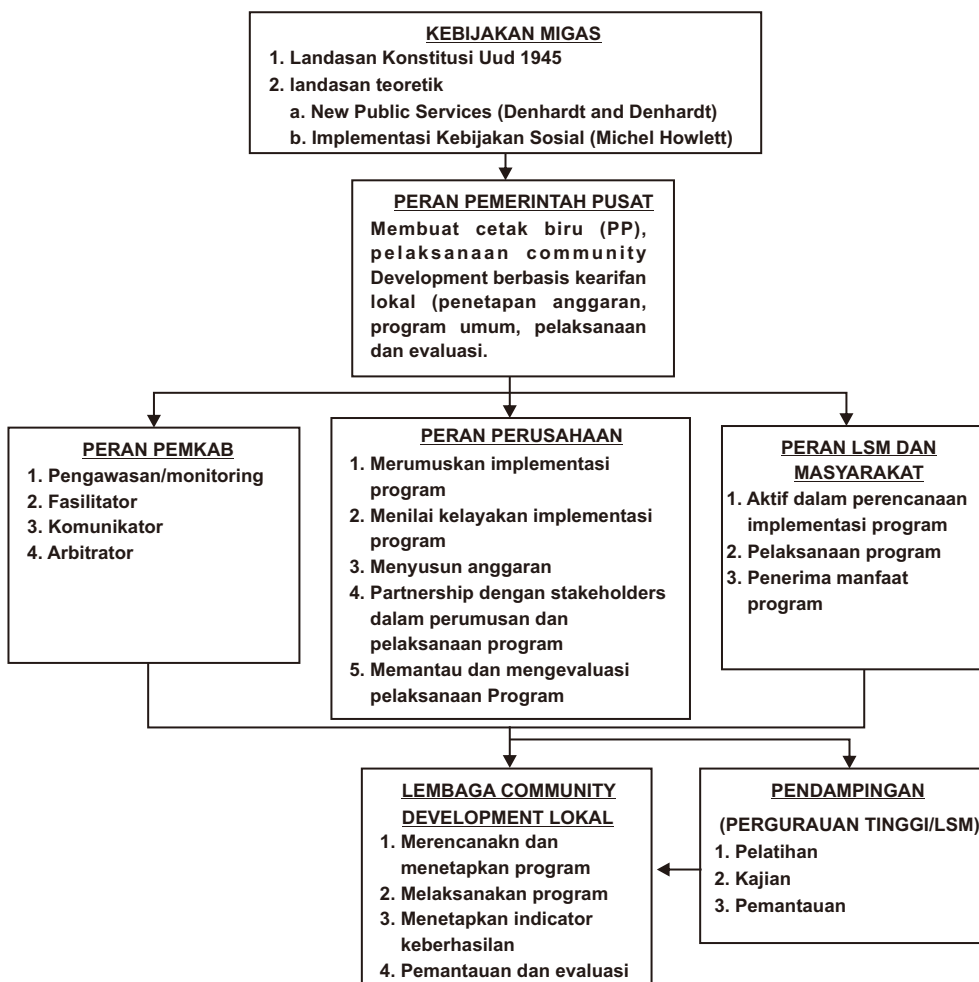 KEBIJAKAN MIGAS
1. Landasan Konstitusi Uud 1945
2. landasan teoretik
a. New Public Services (Denhardt and Denhardt)
b. Implementasi Kebijakan Sosial (Michel Howlett)
PERAN PEMERINTAH PUSAT
Membuat cetak biru (PP),
pelaksanaan community
Development berbasis kearifan
lokal (penetapan anggaran,
program umum, pelaksanaan
dan evaluasi.
PERAN PEMKAB
1. Pengawasan/monitoring
2. Fasilitator
3. Komunikator
4. Arbitrator
PERAN PERUSAHAAN
1. Merumuskan implementasi
program
2. Menilai kelayakan implementasi
program
3. Menyusun anggaran
4. Partnership dengan stakeholders
dalam perumusan dan
pelaksanaan program
5. Memantau dan mengevaluasi
pelaksanaan Program
PERAN LSM DAN
MASYARAKAT
1. Aktif dalam perencanaan
implementasi program
2. Pelaksanaan program
3. Penerima manfaat
program
LEMBAGA COMMUNITY
DEVELOPMENT LOKAL
1. Merencanakn dan
menetapkan program
2. Melaksanakan program
3. Menetapkan indicator
keberhasilan
4. Pemantauan dan evaluasi
PENDAMPINGAN
(PERGURAUAN TINGGI/LSM)
1. Pelatihan
2. Kajian
3. Pemantauan